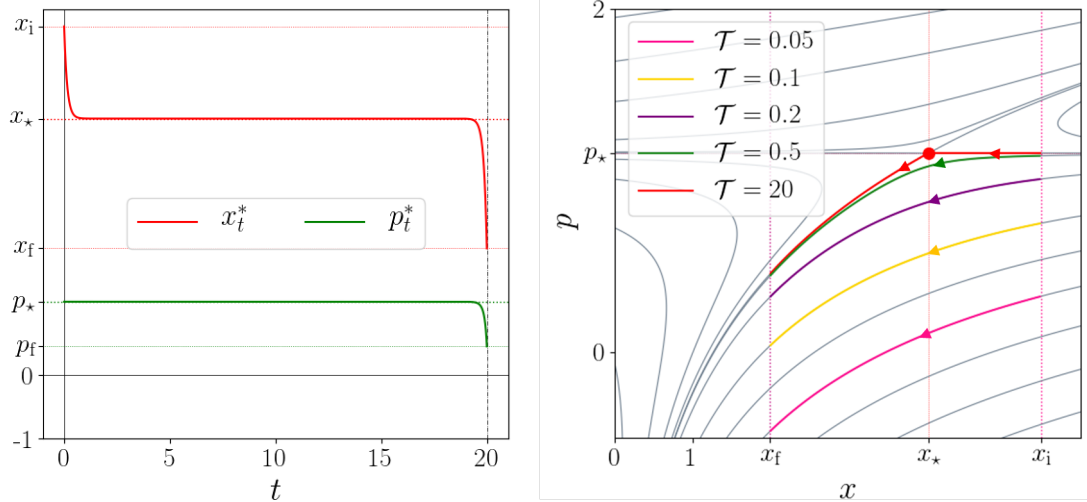 x_i
x_⋆
x_f
p_⋆
p_f
0
-1
x_t^* p_t^*
0 5 10 15 20
t
2
p_⋆
0
p
𝒯 = 0.05
𝒯 = 0.1
𝒯 = 0.2
𝒯 = 0.5
𝒯 = 20
0 1 x_f x_⋆ x_i
x